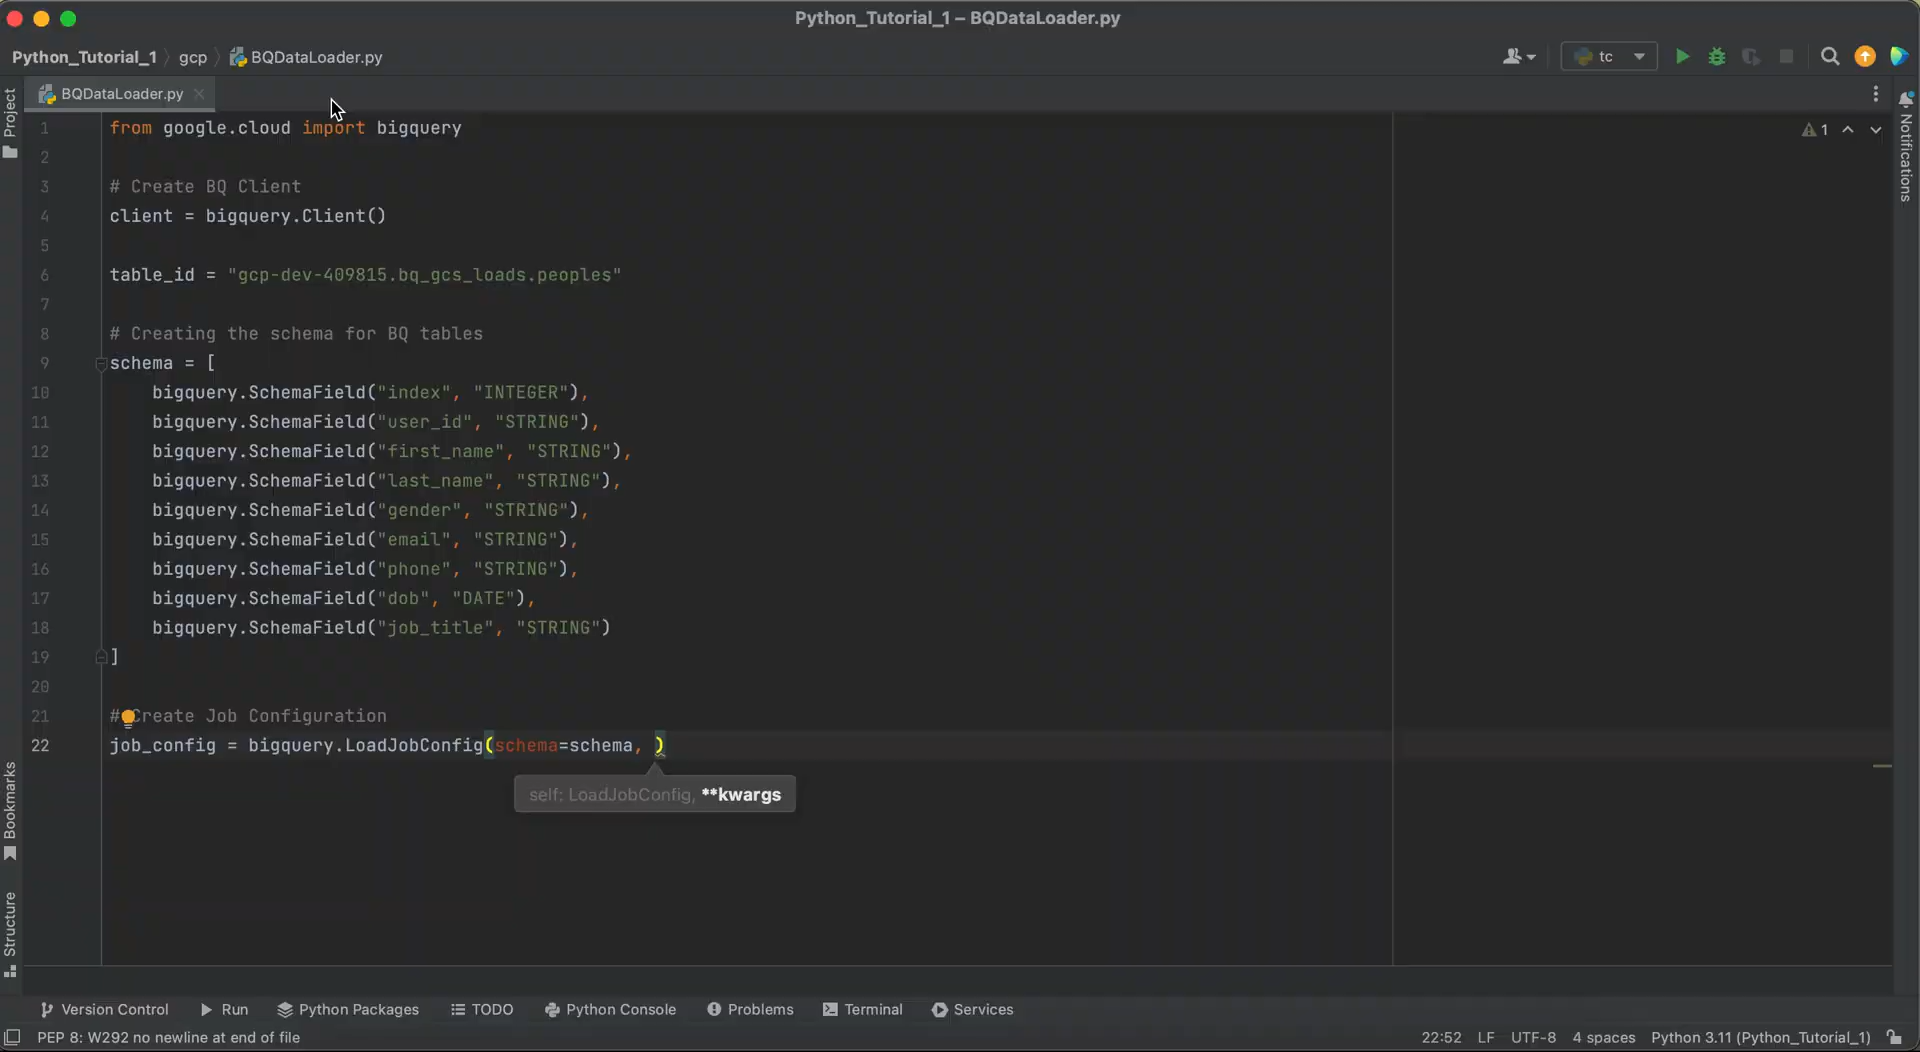 Python_Tutorial_1 – BQDataLoader.py
Python_Tutorial_1 gcp BQDataLoader.py
tc
BQDataLoader.py
Project
Notifications
1
1 from google.cloud import bigquery
2
3 # Create BQ Client
4 client = bigquery.Client()
5
6 table_id = "gcp-dev-409815.bq_gcs_loads.peoples"
7
8 # Creating the schema for BQ tables
9 schema = [
10 bigquery.SchemaField("index", "INTEGER"),
11 bigquery.SchemaField("user_id", "STRING"),
12 bigquery.SchemaField("first_name", "STRING"),
13 bigquery.SchemaField("last_name", "STRING"),
14 bigquery.SchemaField("gender", "STRING"),
15 bigquery.SchemaField("email", "STRING"),
16 bigquery.SchemaField("phone", "STRING"),
17 bigquery.SchemaField("dob", "DATE"),
18 bigquery.SchemaField("job_title", "STRING")
19 ]
20
21 # Create Job Configuration
22 job_config = bigquery.LoadJobConfig(schema=schema, )
self: LoadJobConfig, **kwargs
Bookmarks
Structure
Version Control Run Python Packages TODO Python Console Problems Terminal Services
PEP 8: W292 no newline at end of file 22:52 LF UTF-8 4 spaces Python 3.11 (Python_Tutorial_1)